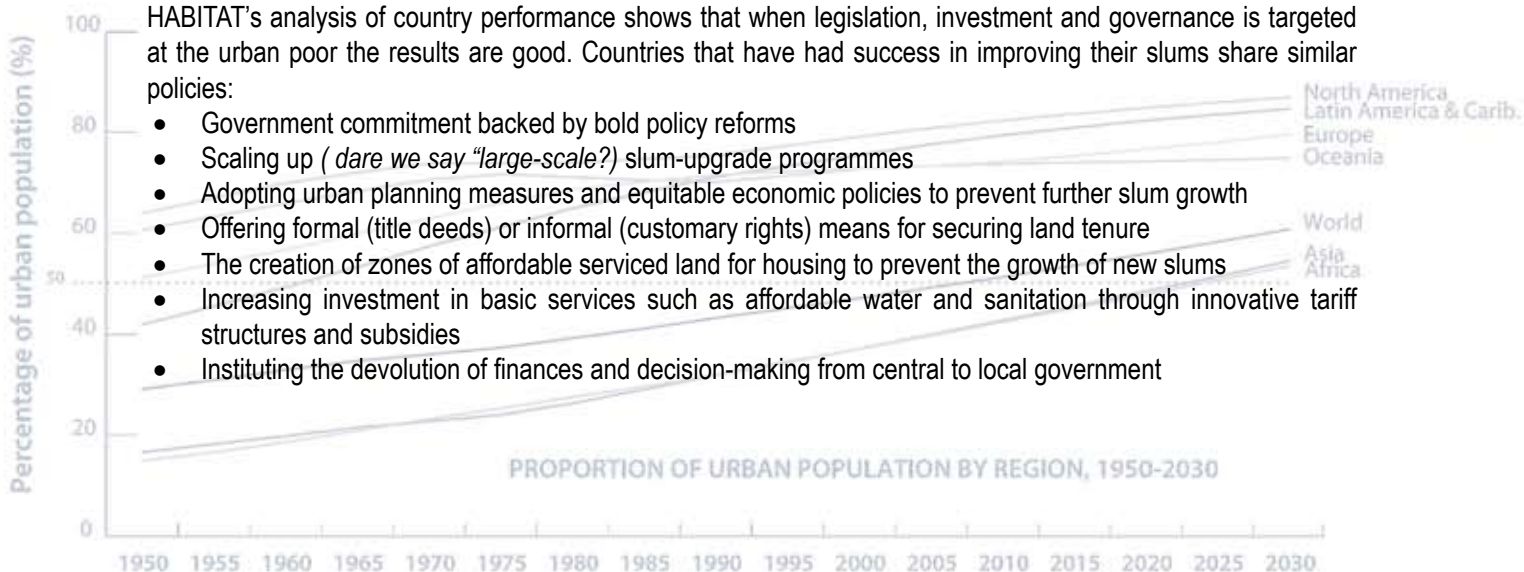 HABITAT's analysis of country performance shows that when legislation, investment and governance is targeted
at the urban poor the results are good. Countries that have had success in improving their slums share similar
policies:
• Government commitment backed by bold policy reforms
• Scaling up ( dare we say "large-scale?) slum-upgrade programmes
• Adopting urban planning measures and equitable economic policies to prevent further slum growth
• Offering formal (title deeds) or informal (customary rights) means for securing land tenure
• The creation of zones of affordable serviced land for housing to prevent the growth of new slums
• Increasing investment in basic services such as affordable water and sanitation through innovative tariff
structures and subsidies
• Instituting the devolution of finances and decision-making from central to local government
Percentage of urban population (%)
100
80
60
50
40
20
0
North America
Latin America & Carib.
Europe
Oceania
World
Asia
Africa
PROPORTION OF URBAN POPULATION BY REGION, 1950-2030
1950 1955 1960 1965 1970 1975 1980 1985 1990 1995 2000 2005 2010 2015 2020 2025 2030